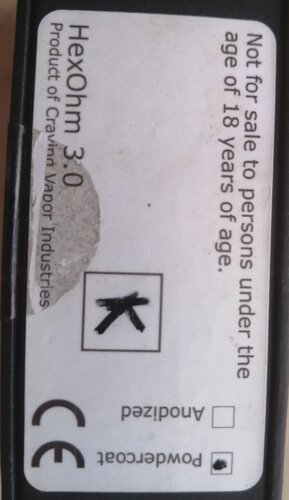 Not for sale to persons under the
age of 18 years of age.
HexOhm 3.0
Product of Craving Vapor Industries
K
Anodized
Powdercoat
CE